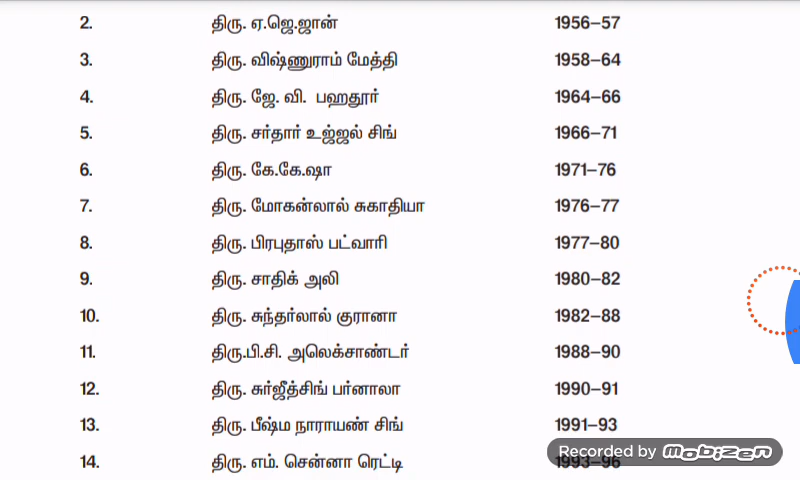 2. திரு. ஏ.ஜெ.ஜான் 1956–57
3. திரு. விஷ்ணுராம் மேத்தி 1958–64
4. திரு. ஜே. வி. பஹதூர் 1964–66
5. திரு. சர்தார் உஜ்ஜல் சிங் 1966–71
6. திரு. கே.கே.ஷா 1971–76
7. திரு. மோகன்லால் சுகாதியா 1976–77
8. திரு. பிரபுதாஸ் பட்வாரி 1977–80
9. திரு. சாதிக் அலி 1980–82
10. திரு. சுந்தர்லால் குரானா 1982–88
11. திரு.பி.சி. அலெக்சாண்டர் 1988–90
12. திரு. சுர்ஜீத்சிங் பர்னாலா 1990–91
13. திரு. பீஷ்ம நாராயண் சிங் 1991–93
Recorded by mobizen
14. திரு. எம். சென்னா ரெட்டி 1993–96